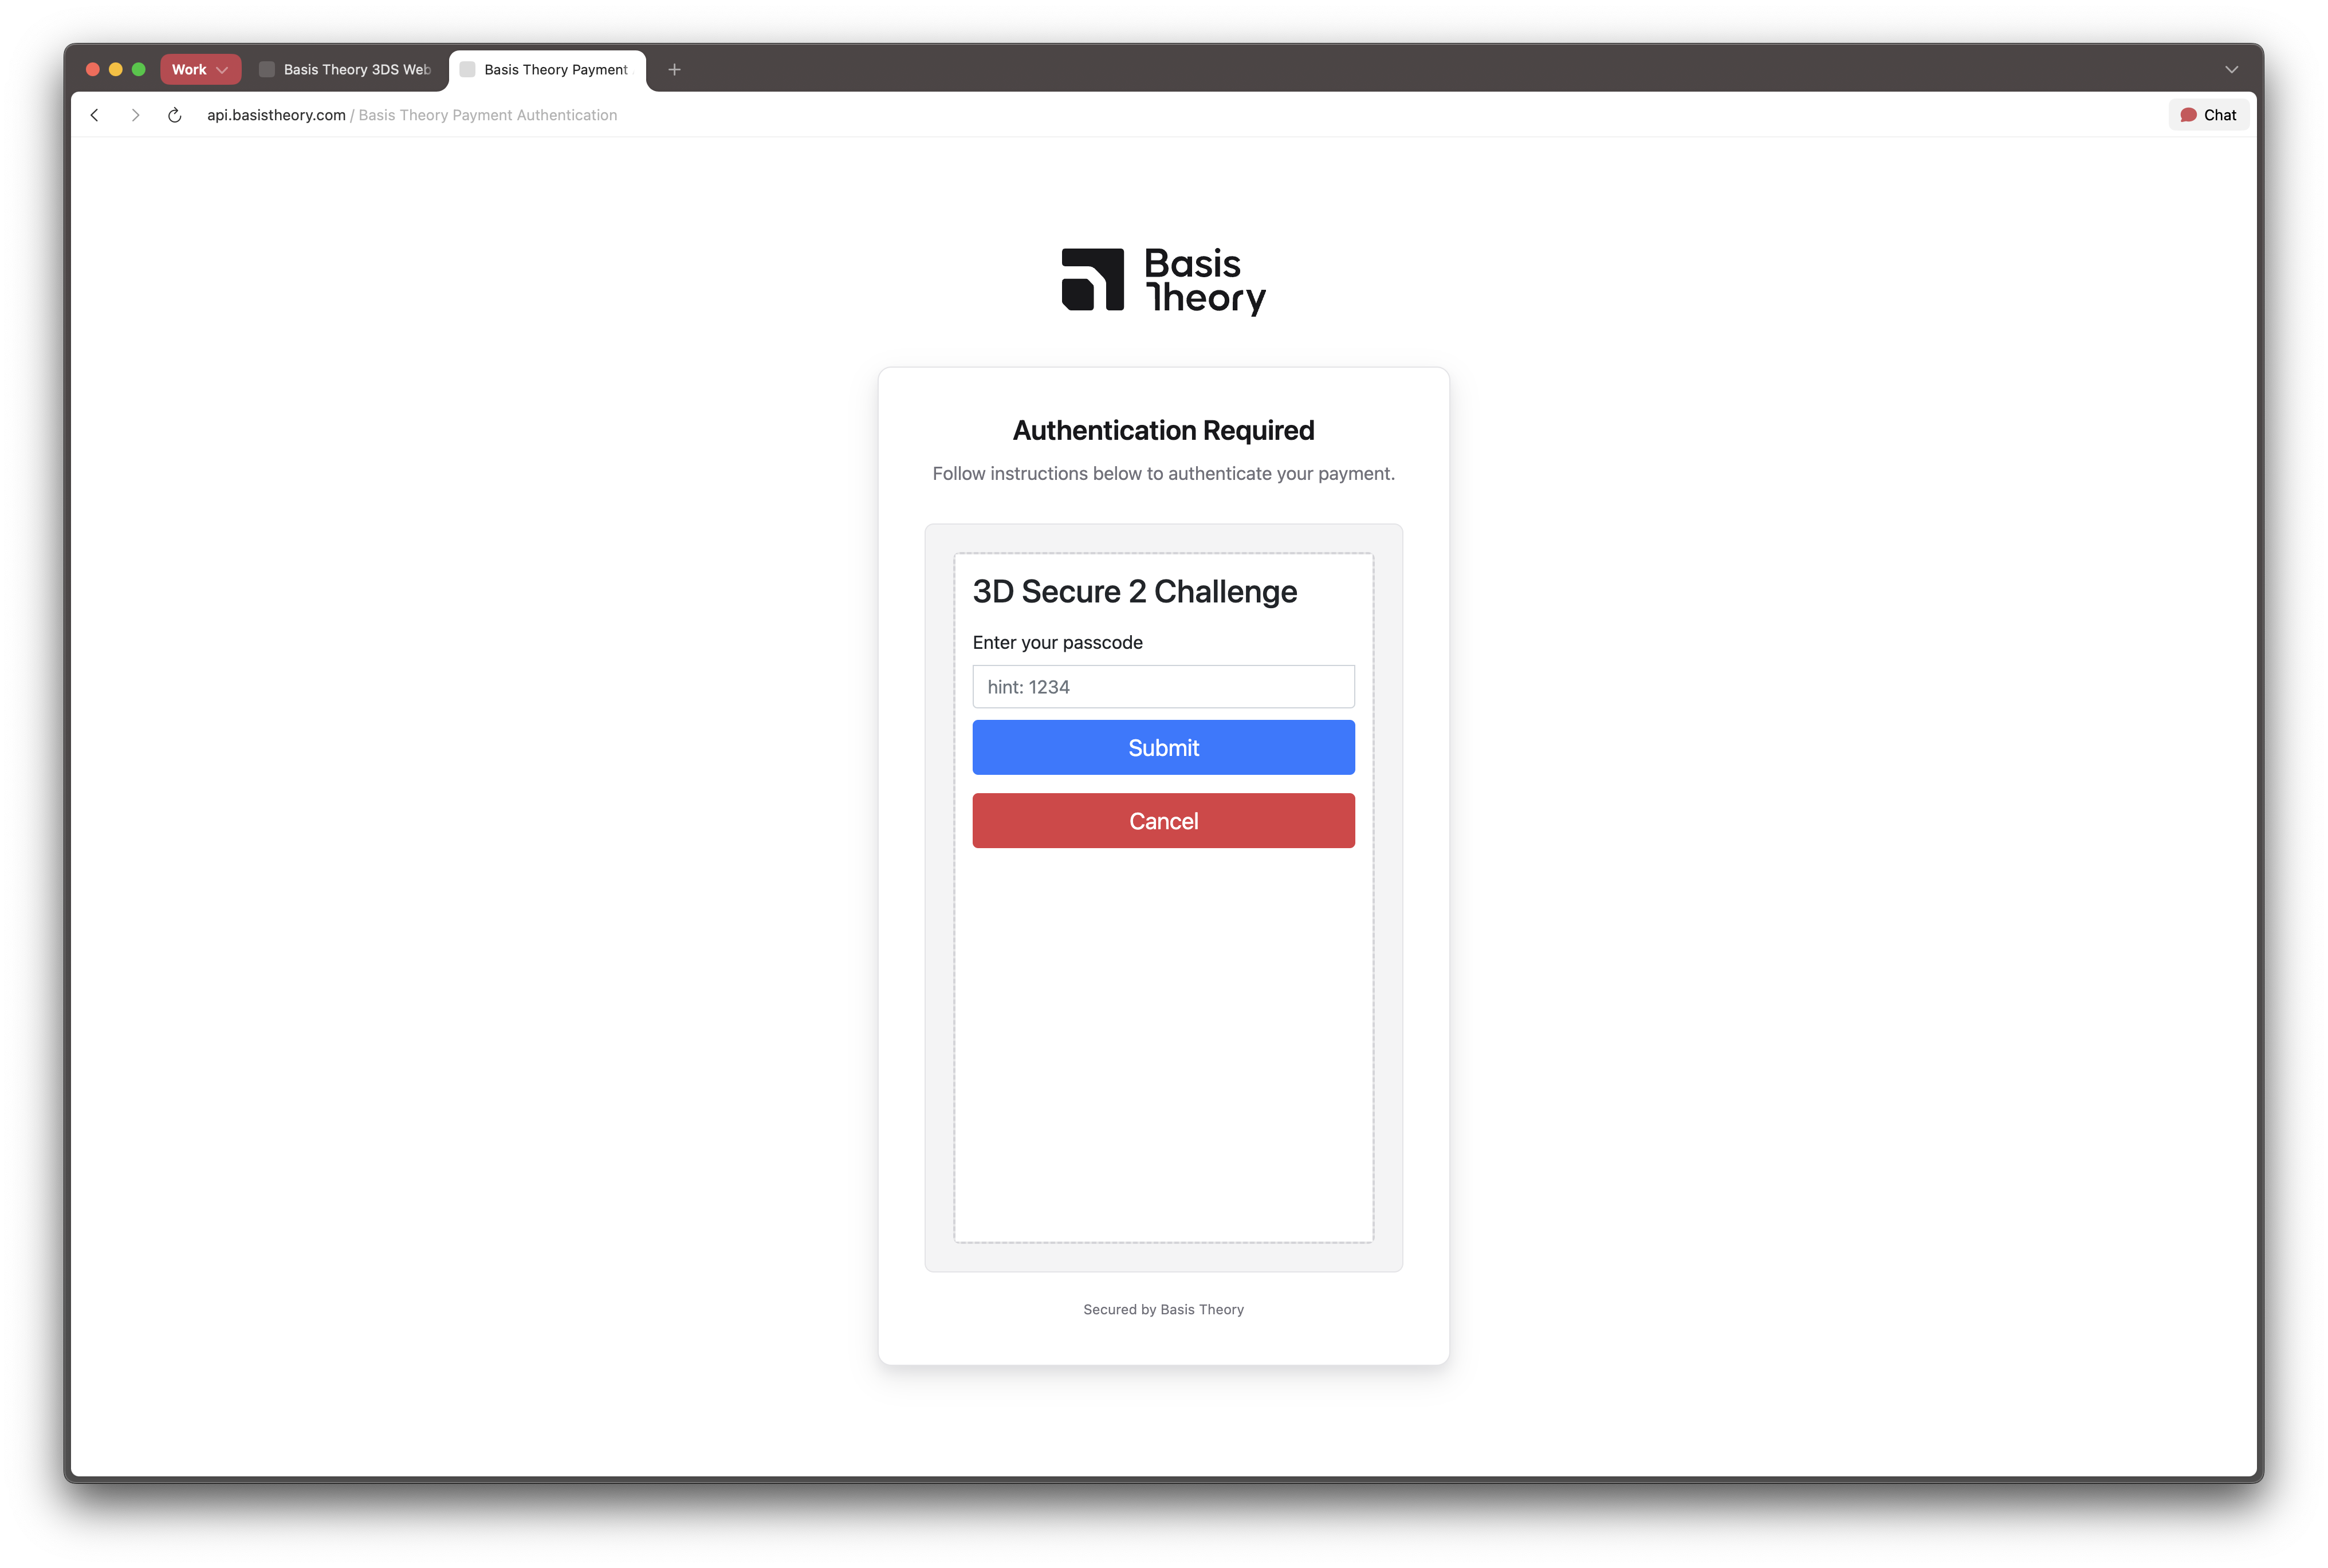 Work
Basis Theory 3DS Web
Basis Theory Payment
api.basistheory.com / Basis Theory Payment Authentication
Chat
Basis
Theory
Authentication Required
Follow instructions below to authenticate your payment.
3D Secure 2 Challenge
Enter your passcode
hint: 1234
Submit
Cancel
Secured by Basis Theory